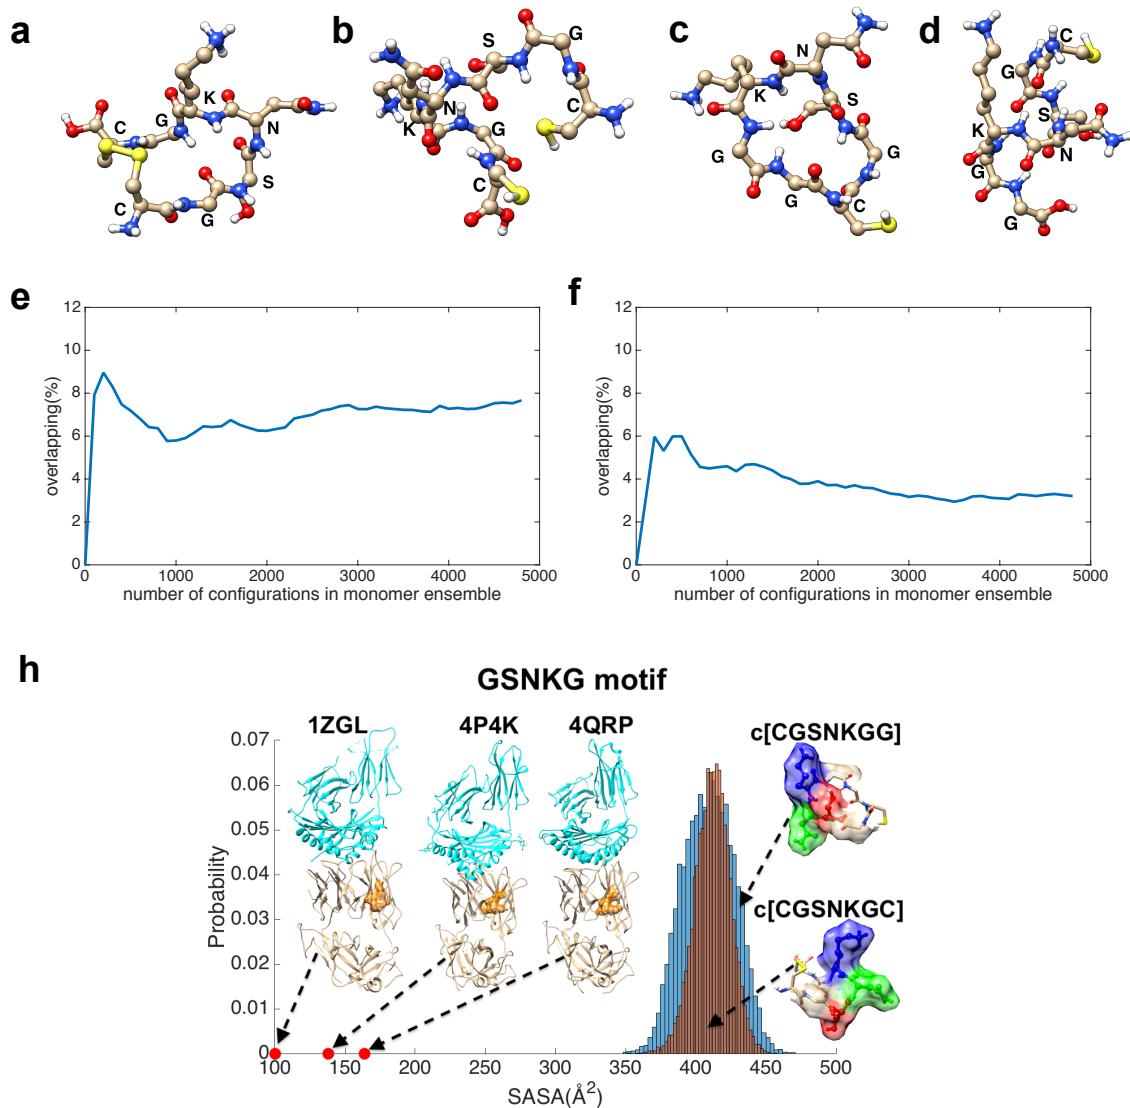 a
b
c
d
K
G
C
N
S
C
G
S
G
C
N
K
G
C
N
K
S
G
G
G
C
C
G
S
K
N
G
G
e
f
12
10
8
6
4
2
0
overlapping(%)
0 1000 2000 3000 4000 5000
number of configurations in monomer ensemble
12
10
8
6
4
2
0
overlapping(%)
0 1000 2000 3000 4000 5000
number of configurations in monomer ensemble
h
GSNKG motif
1ZGL 4P4K 4QRP
c[CGSNKGG]
c[CGSNKGC]
0.07
0.06
0.05
0.04
0.03
0.02
0.01
0
Probability
100 150 200 250 300 350 400 450 500
SASA(Å²)